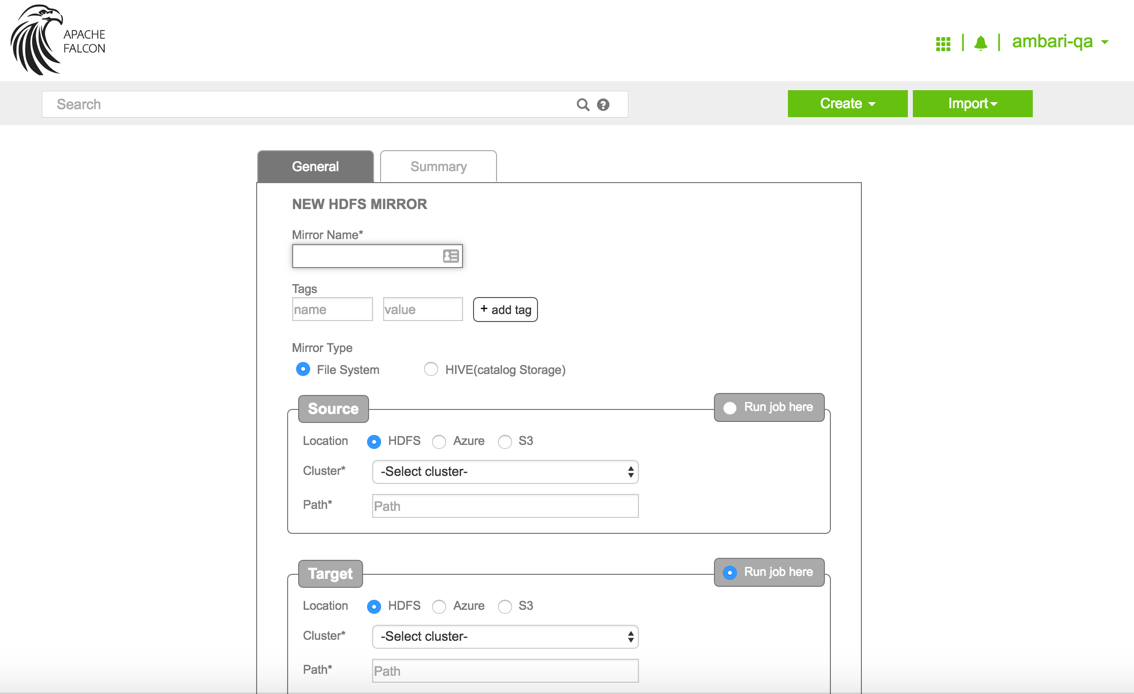 APACHE
FALCON
ambari-qa
Search
Create
Import
General
Summary
NEW HDFS MIRROR
Mirror Name*
Tags
name value + add tag
Mirror Type
File System HIVE(catalog Storage)
Source Run job here
Location HDFS Azure S3
Cluster* -Select cluster-
Path* Path
Target Run job here
Location HDFS Azure S3
Cluster* -Select cluster-
Path* Path